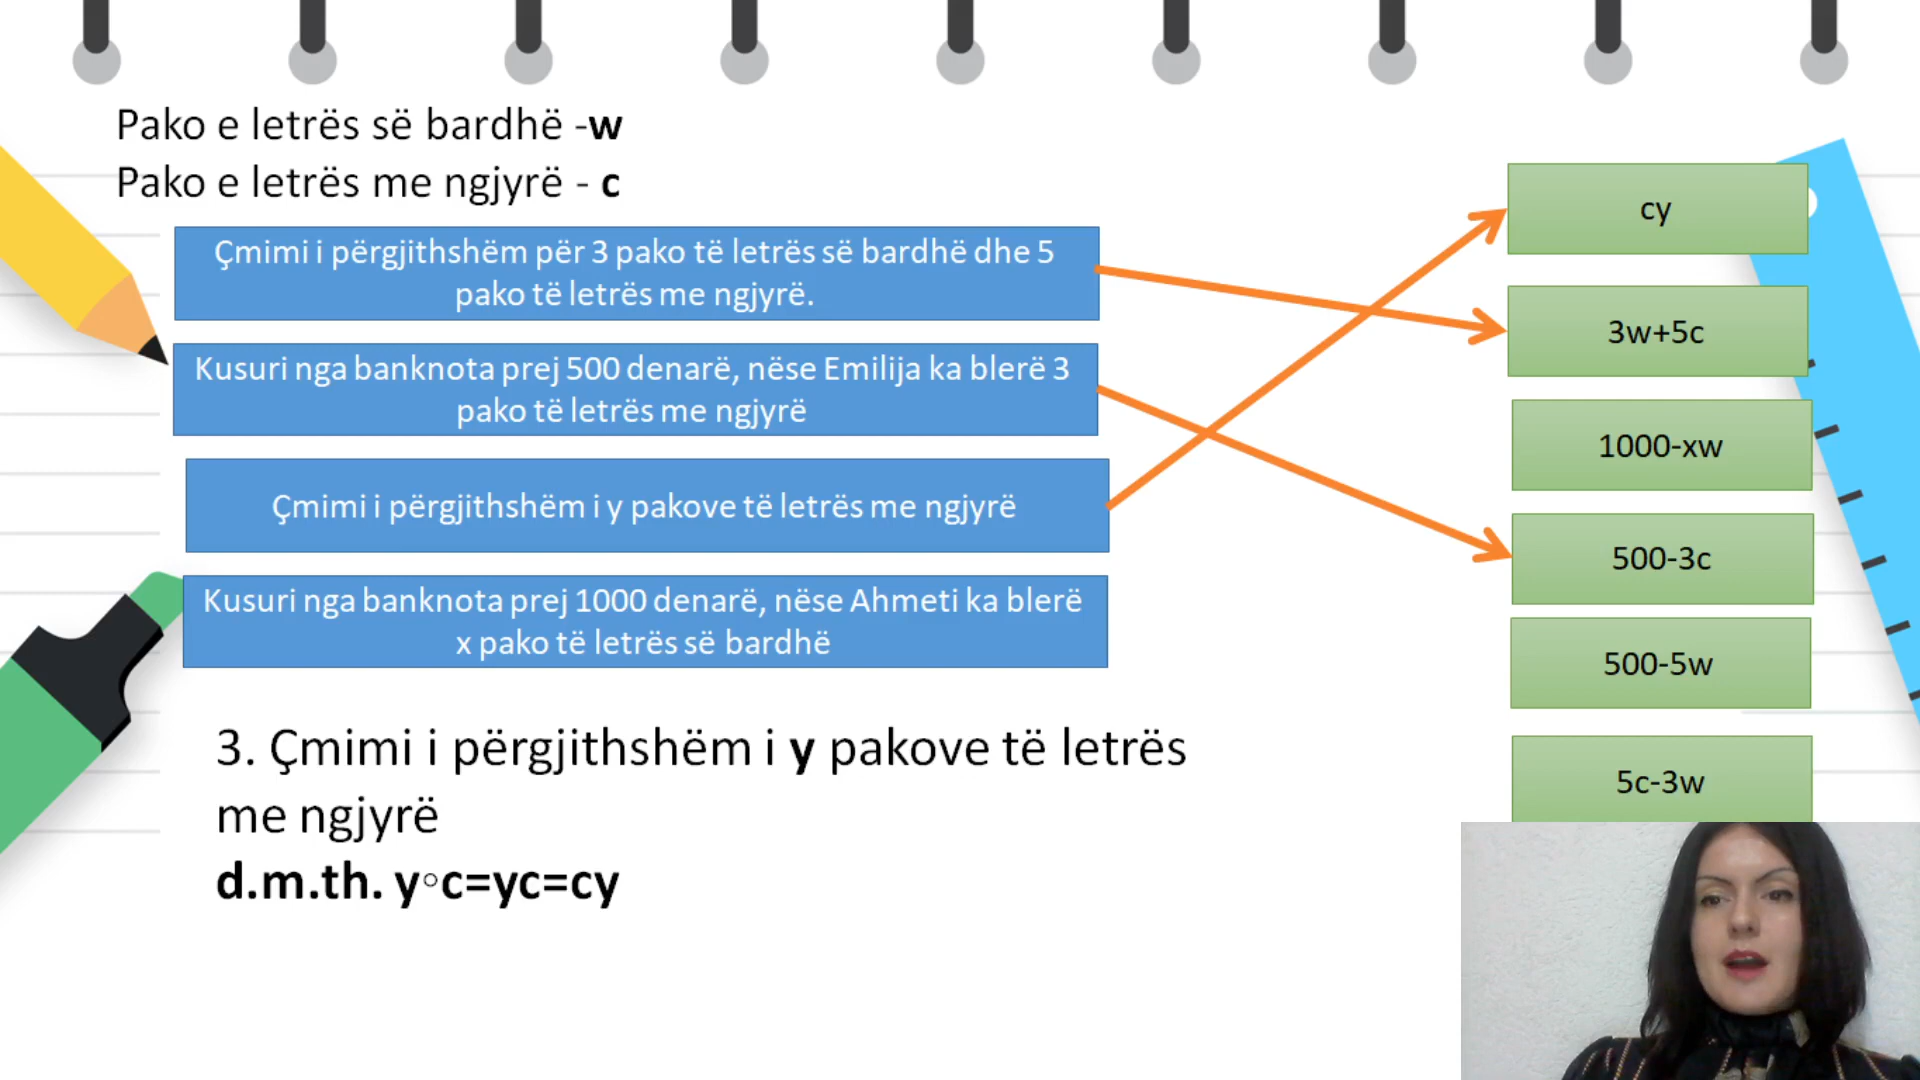 Pako e letrës së bardhë -w
Pako e letrës me ngjyrë - c
Çmimi i përgjithshëm për 3 pako të letrës së bardhë dhe 5
pako të letrës me ngjyrë.
Kusuri nga banknota prej 500 denarë, nëse Emilija ka blerë 3
pako të letrës me ngjyrë
Çmimi i përgjithshëm i y pakove të letrës me ngjyrë
Kusuri nga banknota prej 1000 denarë, nëse Ahmeti ka blerë
x pako të letrës së bardhë
cy
3w+5c
1000-xw
500-3c
500-5w
5c-3w
3. Çmimi i përgjithshëm i y pakove të letrës
me ngjyrë
d.m.th. y◦c=yc=cy